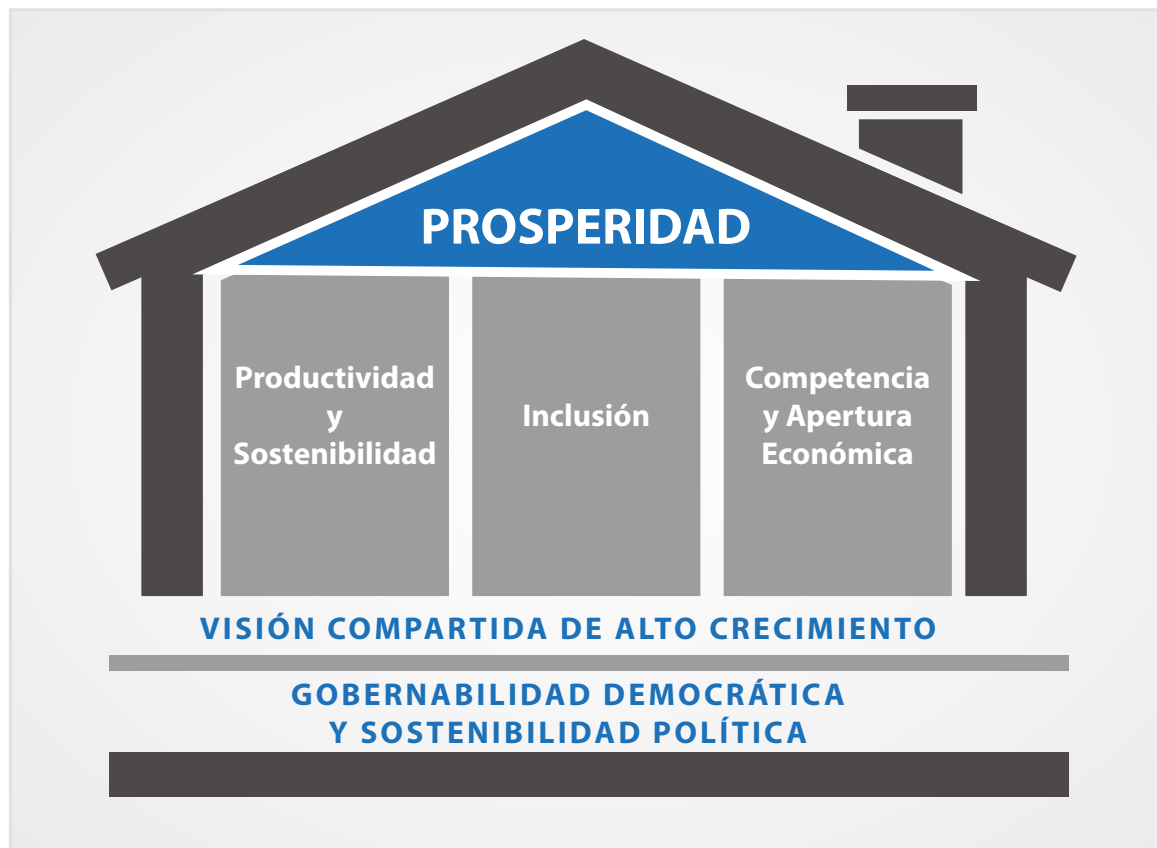 PROSPERIDAD
Productividad
y
Sostenibilidad
Inclusión
Competencia
y Apertura
Económica
VISIÓN COMPARTIDA DE ALTO CRECIMIENTO
GOBERNABILIDAD DEMOCRÁTICA
Y SOSTENIBILIDAD POLÍTICA